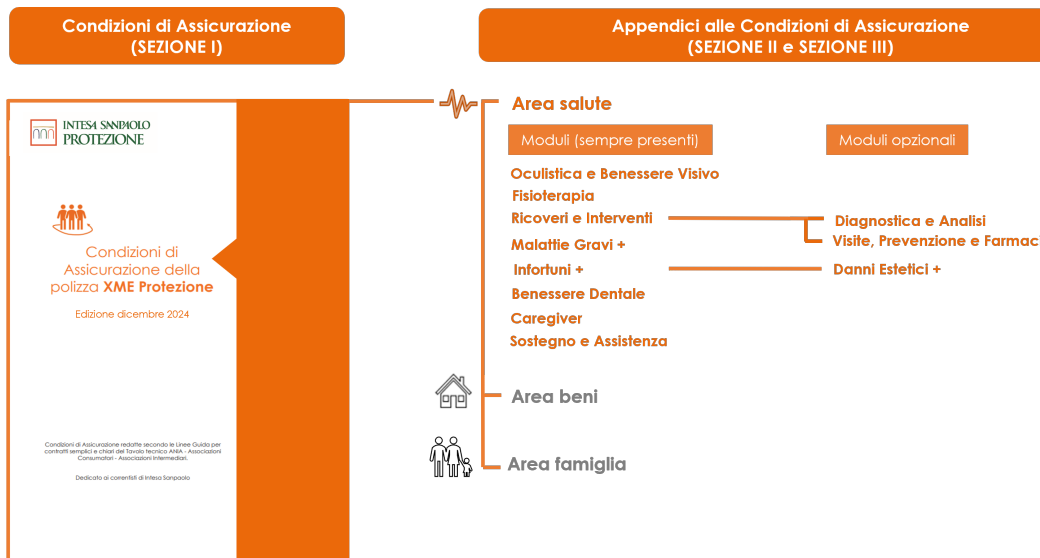 Condizioni di Assicurazione
(SEZIONE I)
Appendici alle Condizioni di Assicurazione
(SEZIONE II e SEZIONE III)
INTESA SANPAOLO
PROTEZIONE
Condizioni di
Assicurazione della
polizza XME Protezione
Edizione dicembre 2024
Condizioni di Assicurazione redatte secondo le Linee Guida per
contratti semplici e chiari del Tavolo tecnico ANIA - Associazioni
Consumatori - Associazioni Intermediari.
Dedicato ai correntisti di Intesa Sanpaolo
Area salute
Moduli (sempre presenti)
Moduli opzionali
Oculistica e Benessere Visivo
Fisioterapia
Ricoveri e Interventi
Diagnostica e Analisi
Visite, Prevenzione e Farmaci
Malattie Gravi +
Infortuni +
Danni Estetici +
Benessere Dentale
Caregiver
Sostegno e Assistenza
Area beni
Area famiglia